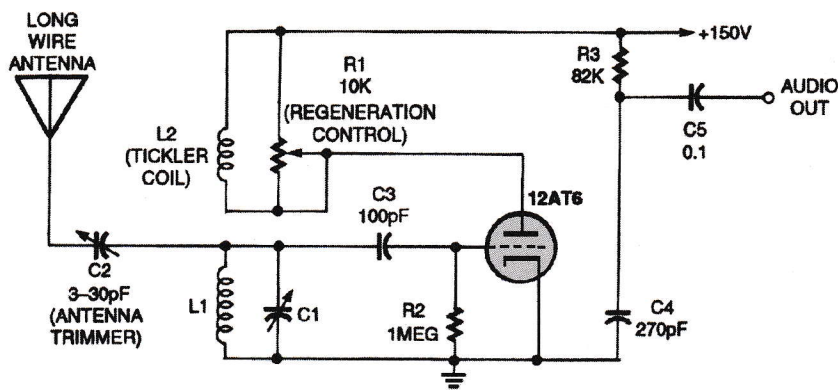 LONG
WIRE
ANTENNA
R1
10K
(REGENERATION
CONTROL)
L2
(TICKLER
COIL)
R3
82K
+150V
AUDIO
OUT
C5
0.1
C3
100pF
12AT6
C2
3–30pF
(ANTENNA
TRIMMER)
L1
C1
R2
1MEG
C4
270pF